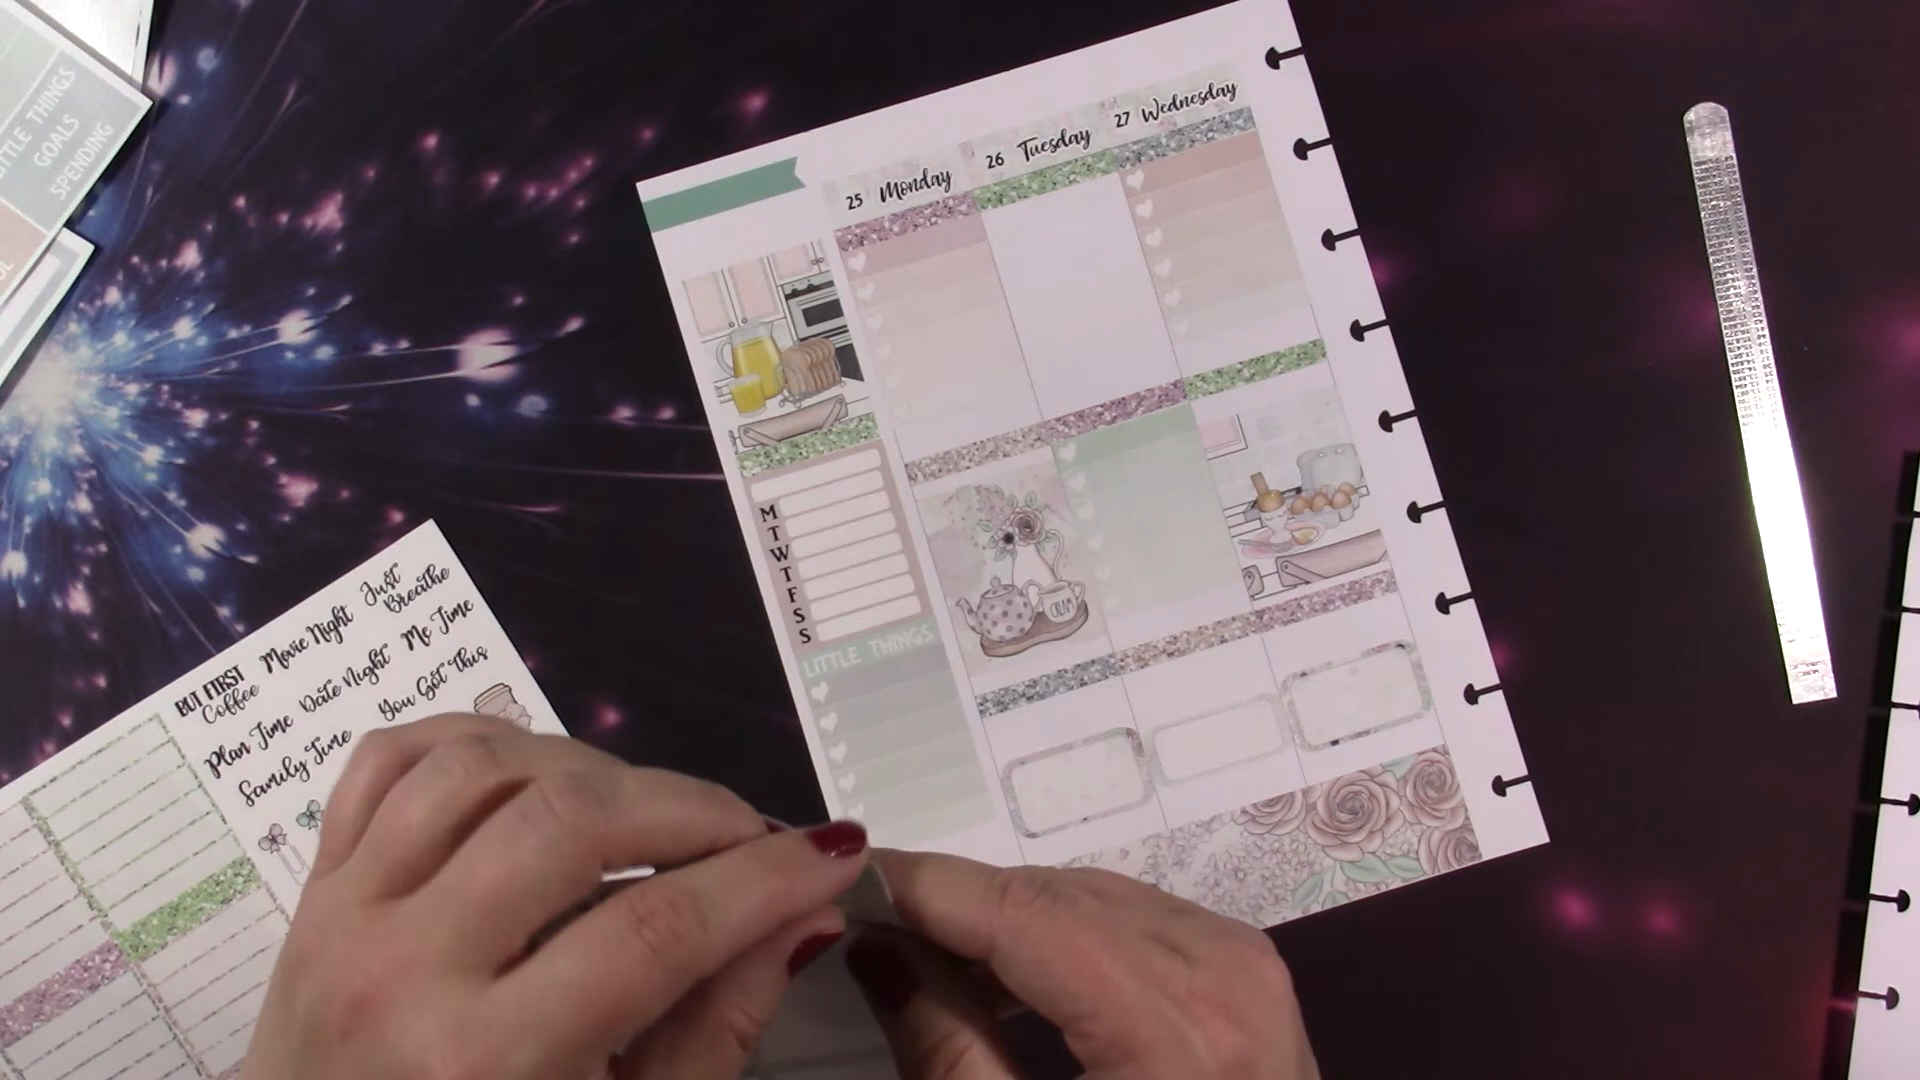 LITTLE THINGS
GOALS
SPENDING
25 Monday
26 Tuesday
27 Wednesday
M
T
W
T
F
S
S
LITTLE THINGS
CREAM
BUT FIRST
Coffee
Movie Night
Just
Breathe
Plan Time
Date Night
Me Time
Family Time
You Got This